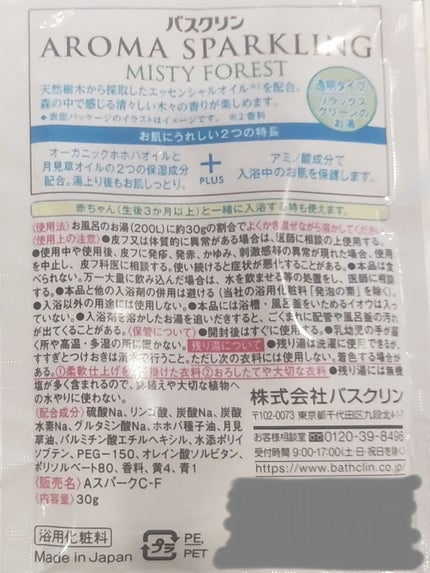 バスクリン
AROMA SPARKLING
MISTY FOREST
天然樹木から採取したエッセンシャルオイル※2を配合。
森の中で感じる清々しい木々の香りが楽しめます。
◆表面パッケージのイラストはイメージです。 ※2 香料
透明タイプ
リラックス
グリーンの
お湯
お肌にうれしい2つの特長
オーガニックホホバオイルと
月見草オイルの2つの保湿成分
配合。湯上り後もお肌しっとり。
+
PLUS
アミノ酸成分で
入浴中のお肌を保護します。
赤ちゃん(生後3か月以上)と一緒に入浴する時も使えます。
〈使用法〉お風呂のお湯(200L)に約30gの割合でよくかき混ぜながら溶かしてください。
〈使用上の注意〉●皮フ又は体質的に異常がある場合は、医師に相談の上使用する。
●使用中や使用後、皮フに発疹、発赤、かゆみ、刺激感等の異常が現れた場合、使用
を中止し、皮フ科医に相談する。使い続けると症状が悪化することがある。●本品は食
べられない。万一大量に飲み込んだ場合は、水を飲ませる等の処置をし、医師に相談
する。●本品と他の入浴剤の併用は避ける(当社の浴用化粧料「発泡の素」を除く)。
●入浴以外の用途には使用しない。●本品には浴槽・風呂釜をいためるイオウは入っ
ていない。●入浴剤を溶かしたお湯を追いだきすると、ごくまれに配管や風呂釜の汚れ
が出てくることがある。〈保管について〉●開封後はすぐに使用する。●乳幼児の手が届
く所や高温・多湿の所に置かない。残り湯について●残り湯は洗濯に使用できるが、
すすぎとつけおきは清水で行うこと。ただし次の衣料には使用しない。着色する場合が
ある。①柔軟仕上げを掛けた衣料②おろしたてや大切な衣料●残り湯には無機
塩が多く含まれるので、鉢植えや大切な植物へ
の水やりに使わない。
〈配合成分〉硫酸Na、リンゴ酸、炭酸Na、炭酸
水素Na、グルタミン酸Na、ホホバ種子油、月見
草油、パルミチン酸エチルヘキシル、水添ポリイ
ソブテン、PEG-150、オレイン酸ソルビタン、
ポリソルベート80、香料、黄4、青1
〈販売名〉AスパークC-F
〈内容量〉30g
株式会社バスクリン
〒102-0073 東京都千代田区九段北4-1
お客様相談室 0120-39-8496
受付時間 9:00-17:00(土・日・祝日を除く)
https://www.bathclin.co.jp
浴用化粧料
Made in Japan
プラ
PE,
PET